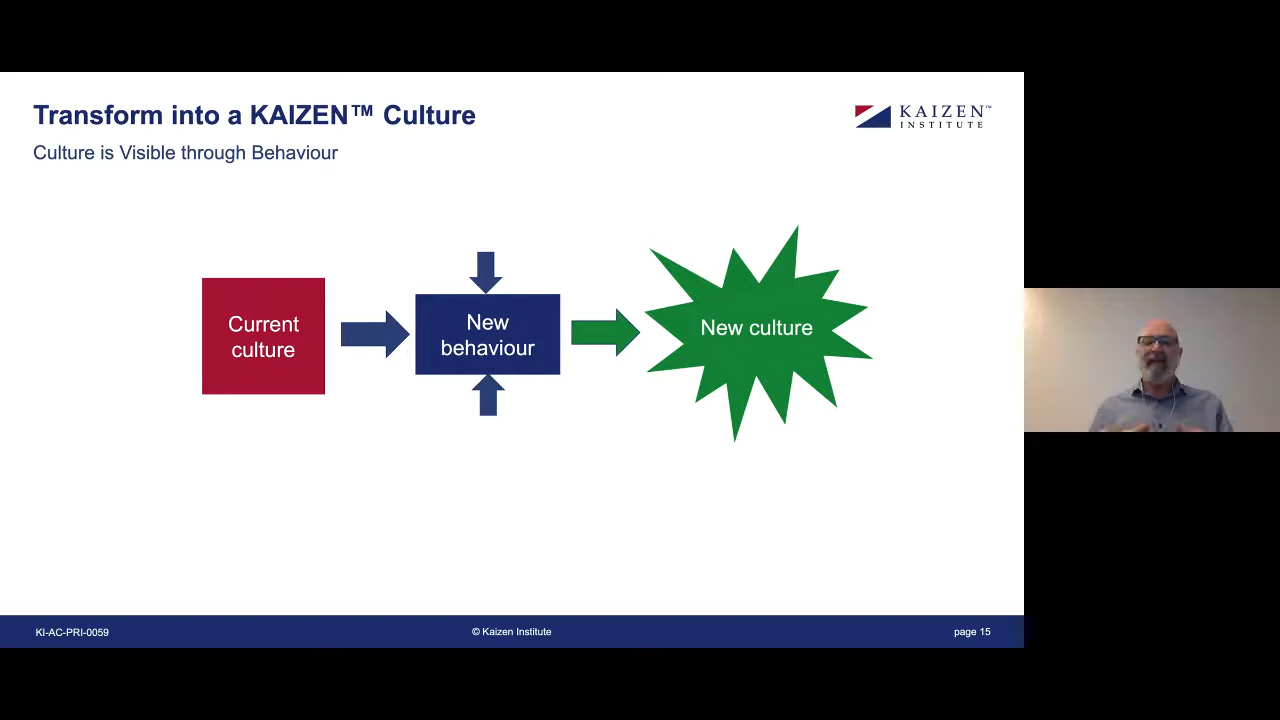 Transform into a KAIZEN™ Culture
KAIZEN™
INSTITUTE
Culture is Visible through Behaviour
Current
culture
New
behaviour
New culture
KI-AC-PRI-0059
© Kaizen Institute
page 15